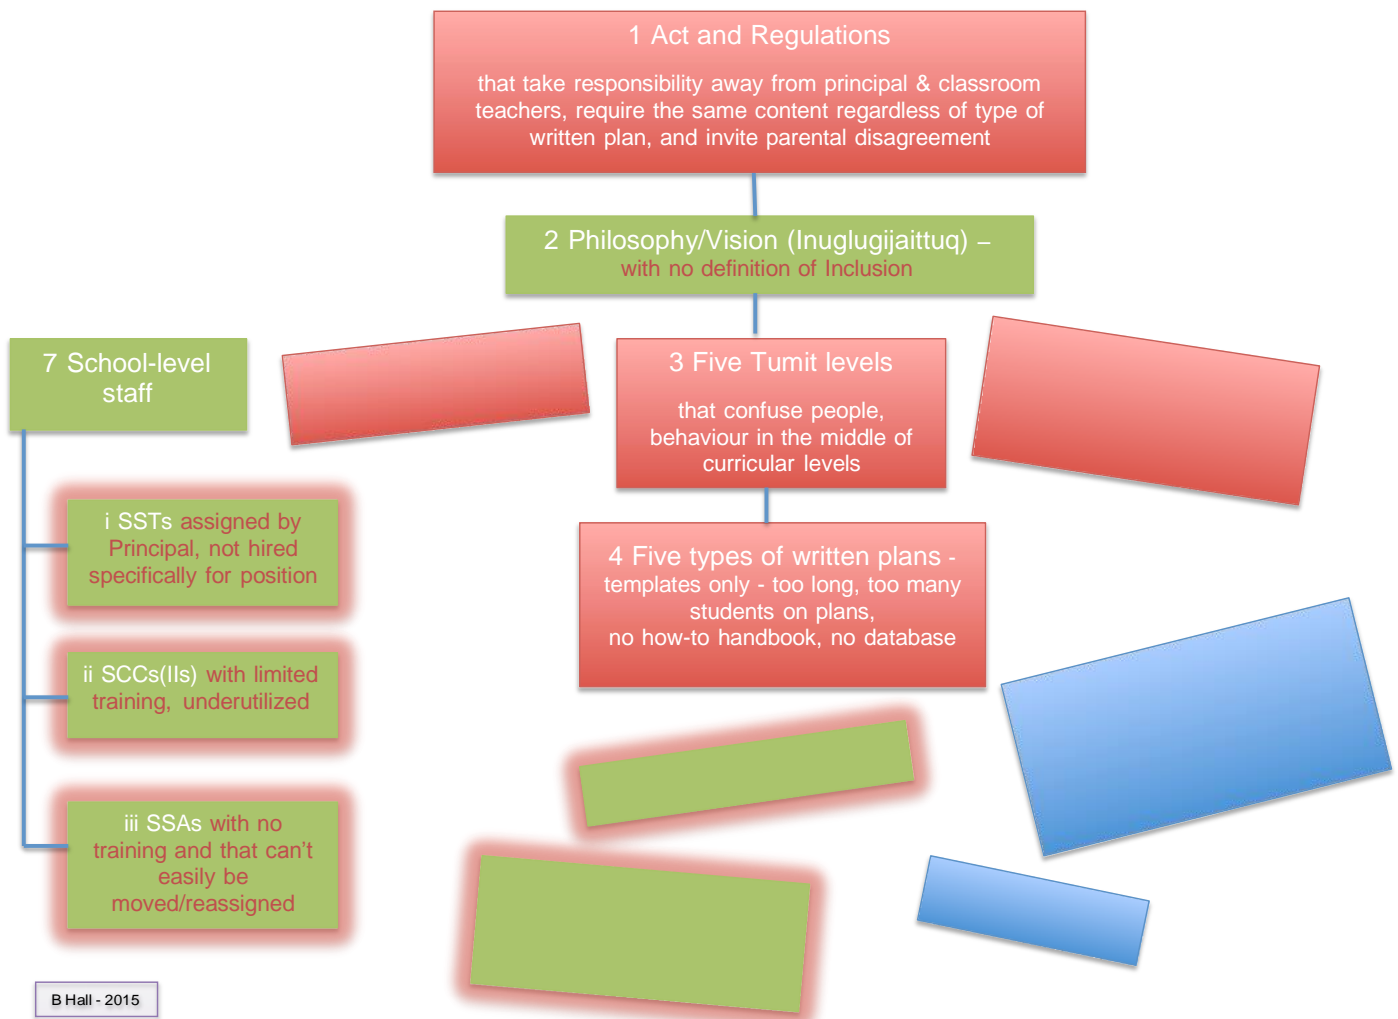 1 Act and Regulations
that take responsibility away from principal & classroom
teachers, require the same content regardless of type of
written plan, and invite parental disagreement
2 Philosophy/Vision (Inuglugijaittuq) –
with no definition of Inclusion
7 School-level
staff
3 Five Tumit levels
that confuse people,
behaviour in the middle of
curricular levels
i SSTs assigned by
Principal, not hired
specifically for position
4 Five types of written plans -
templates only - too long, too many
students on plans,
no how-to handbook, no database
ii SCCs(IIs) with limited
training, underutilized
iii SSAs with no
training and that can’t
easily be
moved/reassigned
B Hall - 2015